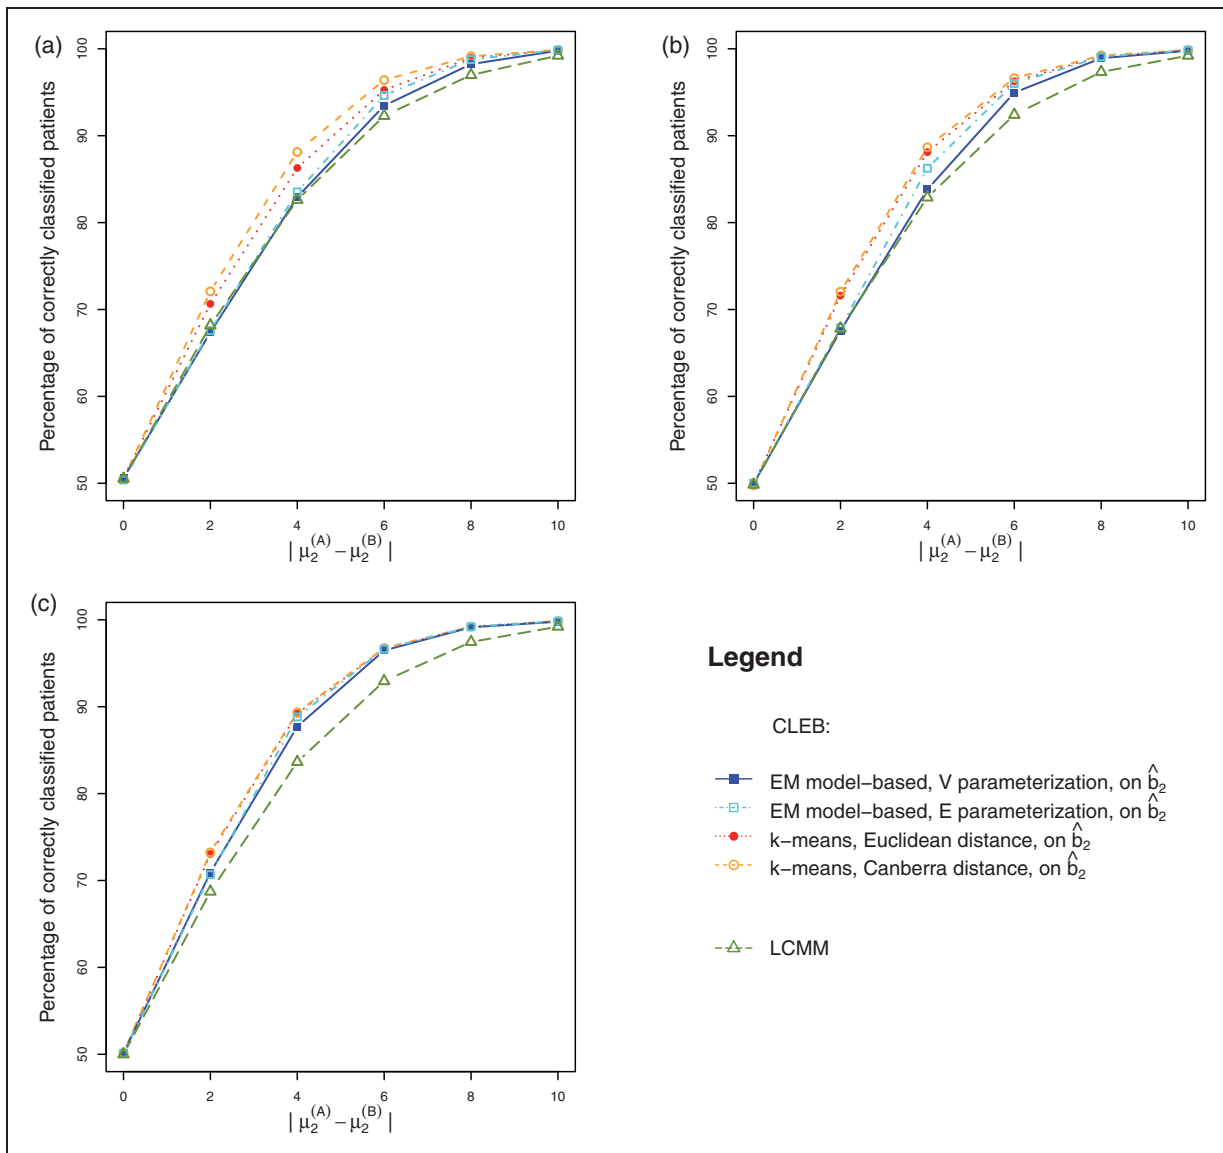 (a)
Percentage of correctly classified patients
100
90
80
70
60
50
0 2 4 6 8 10
| μ₂⁽ᴬ⁾ − μ₂⁽ᴮ⁾ |
(b)
Percentage of correctly classified patients
100
90
80
70
60
50
0 2 4 6 8 10
| μ₂⁽ᴬ⁾ − μ₂⁽ᴮ⁾ |
(c)
Percentage of correctly classified patients
100
90
80
70
60
50
0 2 4 6 8 10
| μ₂⁽ᴬ⁾ − μ₂⁽ᴮ⁾ |
Legend
CLEB:
EM model−based, V parameterization, on b̂₂
EM model−based, E parameterization, on b̂₂
k−means, Euclidean distance, on b̂₂
k−means, Canberra distance, on b̂₂
LCMM